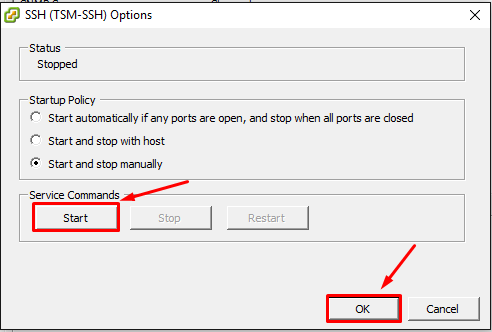 SSH (TSM-SSH) Options
Status
Stopped
Startup Policy
Start automatically if any ports are open, and stop when all ports are closed
Start and stop with host
Start and stop manually
Service Commands
Start Stop Restart
OK Cancel